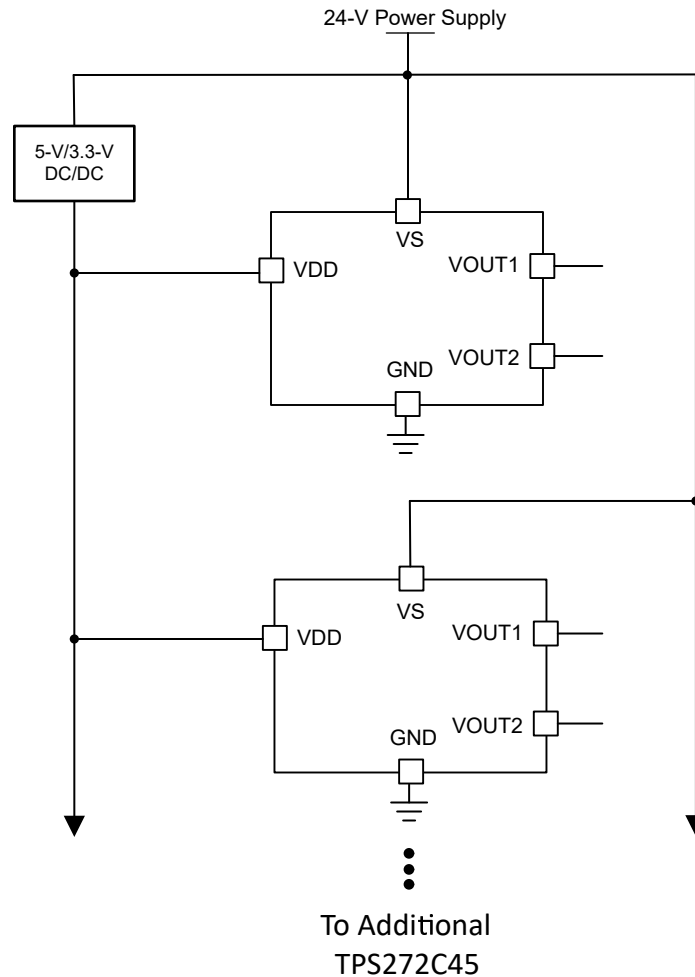 24-V Power Supply
5-V/3.3-V
DC/DC
VS
VDD
VOUT1
VOUT2
GND
VS
VDD
VOUT1
VOUT2
GND
To Additional
TPS272C45